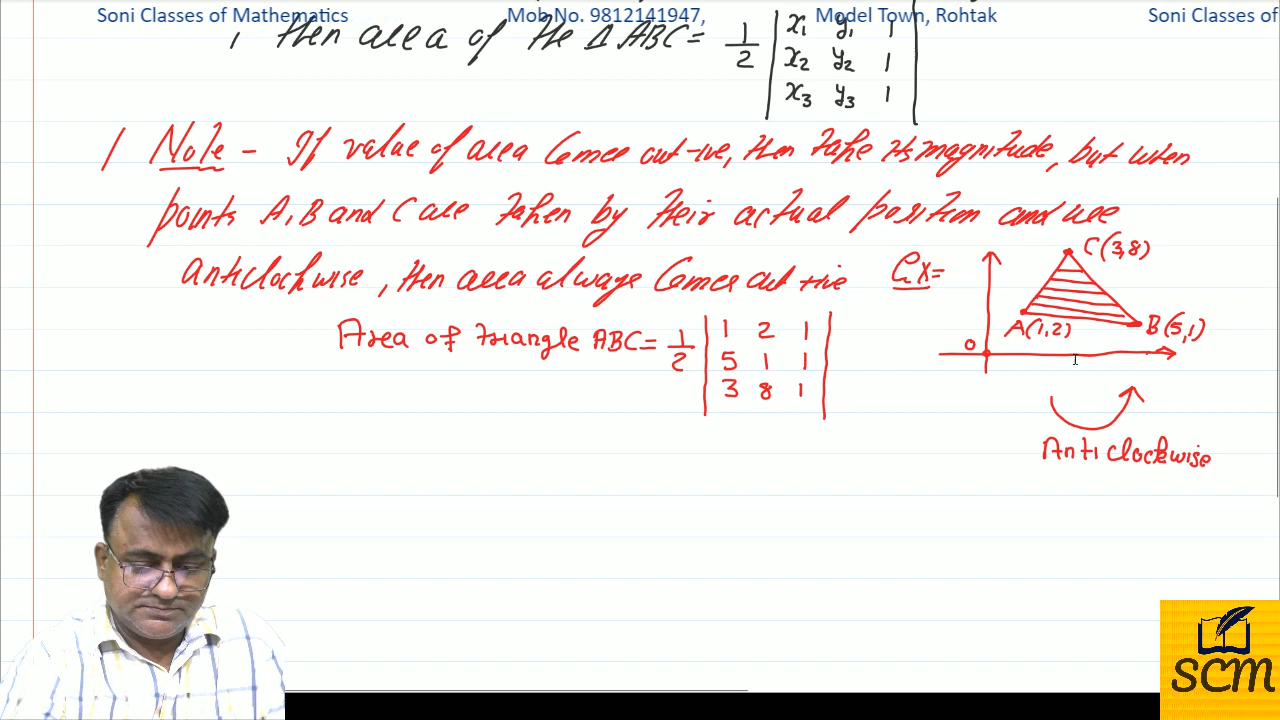 Soni Classes of Mathematics Mob No. 9812141947, Model Town, Rohtak Soni Classes of
, then area of the Δ ABC = 1/2 | x1 y1 1 |
| x2 y2 1 |
| x3 y3 1 |
Note - If value of area comes out -ive, then take its magnitude, but when
points A, B and C are taken by their actual position and are
C(3,8)
anticlockwise, then area always comes out +ive Ex=
Area of triangle ABC = 1/2 | 1 2 1 |
| 5 1 1 |
| 3 8 1 |
A(1,2) B(5,1)
O
Anticlockwise
SCM